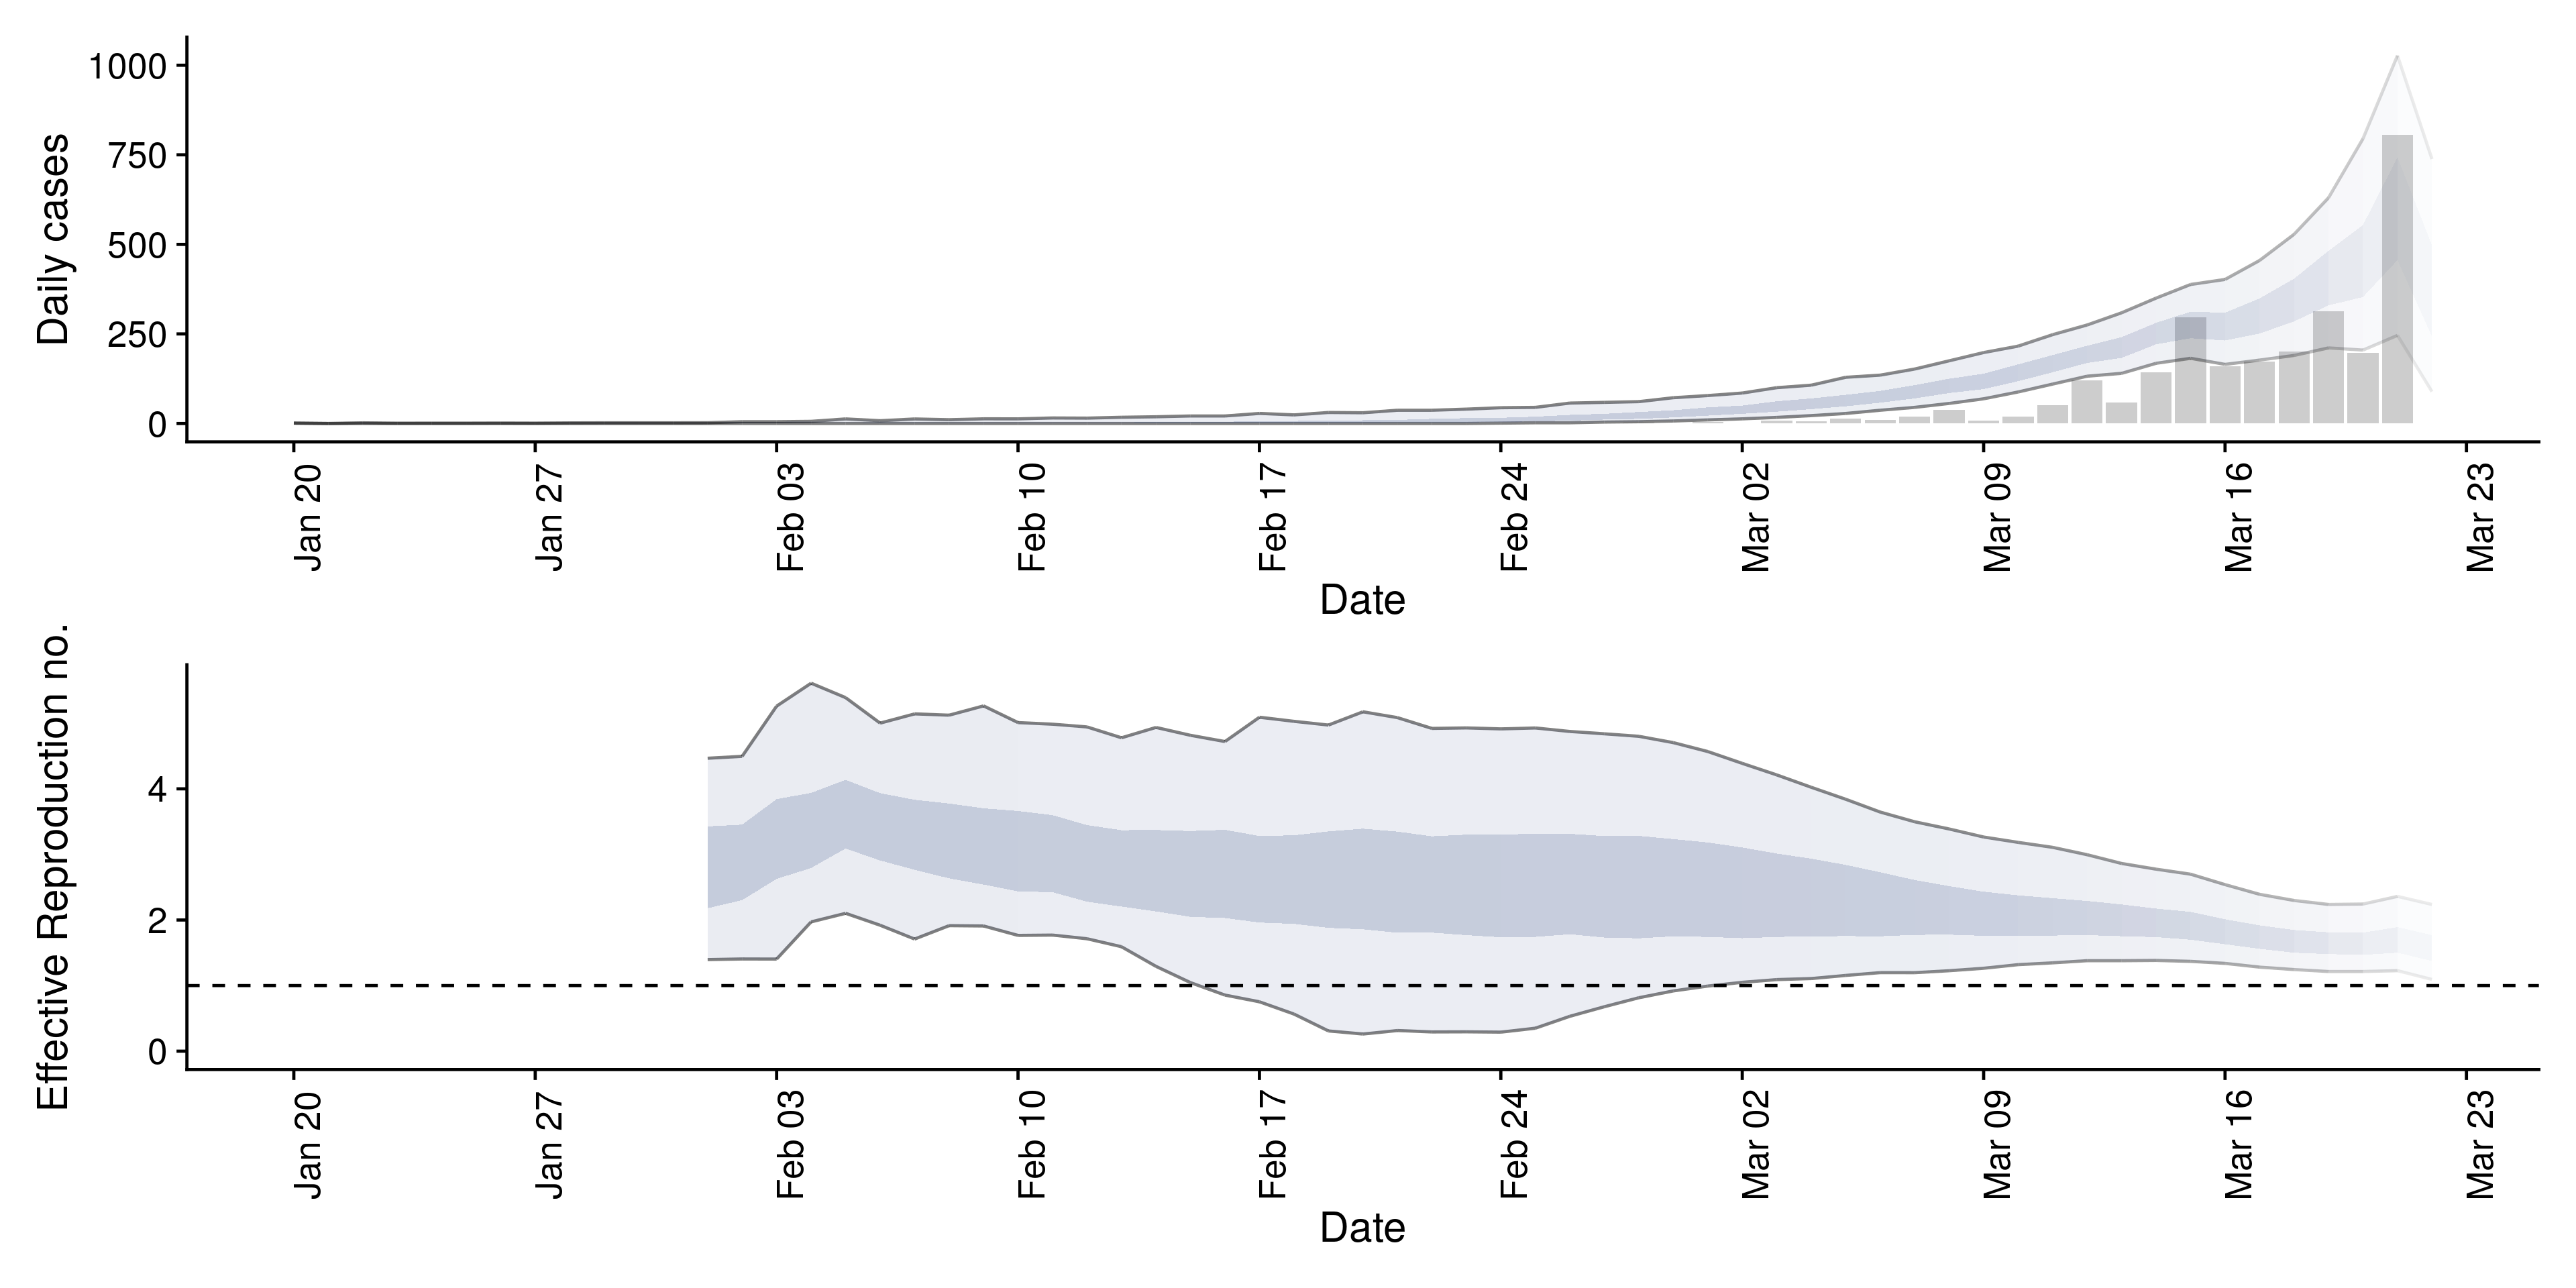 Daily cases
1000
750
500
250
0
Jan 20
Jan 27
Feb 03
Feb 10
Feb 17
Feb 24
Mar 02
Mar 09
Mar 16
Mar 23
Date
Effective Reproduction no.
4
2
0
Jan 20
Jan 27
Feb 03
Feb 10
Feb 17
Feb 24
Mar 02
Mar 09
Mar 16
Mar 23
Date